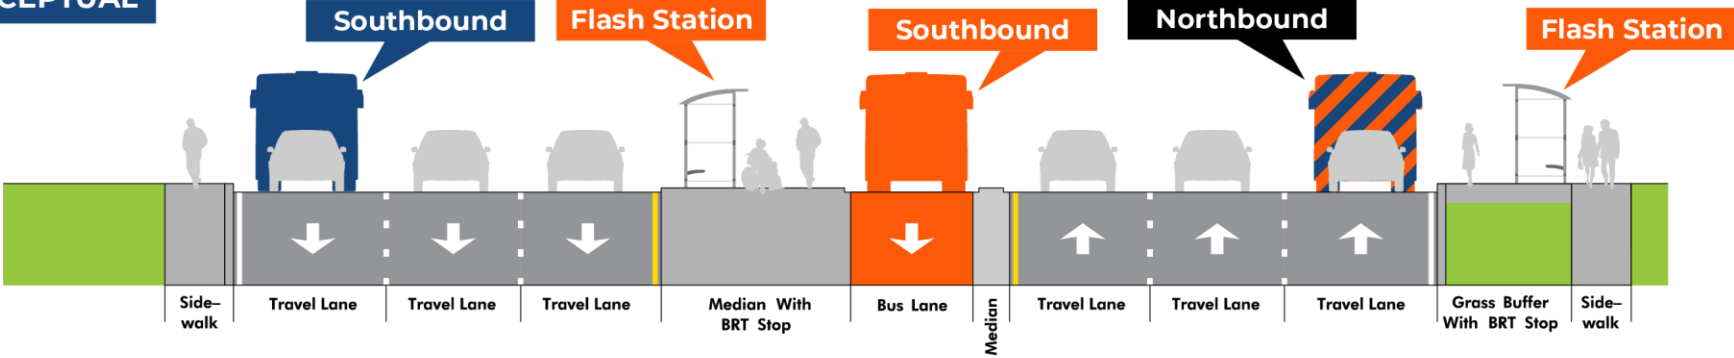 CEPTUAL
Southbound
Flash Station
Southbound
Northbound
Flash Station
Side–
walk
Travel Lane
Travel Lane
Travel Lane
Median With
BRT Stop
Bus Lane
Median
Travel Lane
Travel Lane
Travel Lane
Grass Buffer
With BRT Stop
Side–
walk